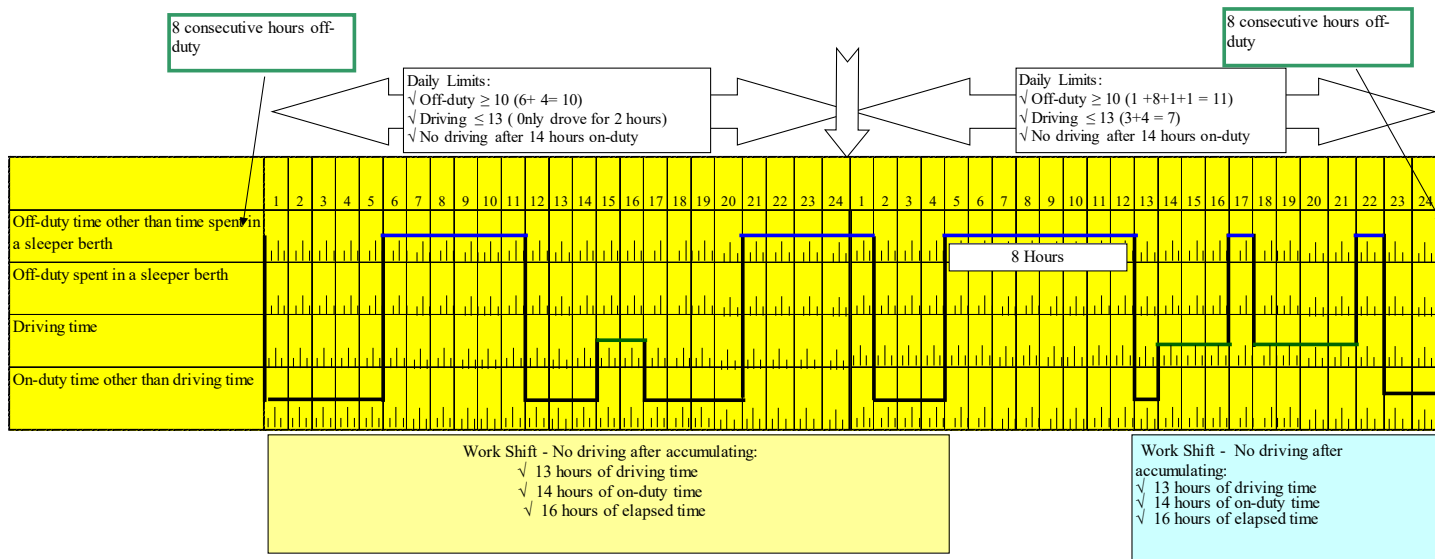 8 consecutive hours off-
duty
8 consecutive hours off-
duty
Daily Limits:
√ Off-duty ≥ 10 (6+ 4= 10)
√ Driving ≤ 13 ( 0nly drove for 2 hours)
√ No driving after 14 hours on-duty
Daily Limits:
√ Off-duty ≥ 10 (1 +8+1+1 = 11)
√ Driving ≤ 13 (3+4 = 7)
√ No driving after 14 hours on-duty
1 2 3 4 5 6 7 8 9 10 11 12 13 14 15 16 17 18 19 20 21 22 23 24 1 2 3 4 5 6 7 8 9 10 11 12 13 14 15 16 17 18 19 20 21 22 23 24
Off-duty time other than time spent in
a sleeper berth
8 Hours
Off-duty spent in a sleeper berth
Driving time
On-duty time other than driving time
Work Shift - No driving after accumulating:
√ 13 hours of driving time
√ 14 hours of on-duty time
√ 16 hours of elapsed time
Work Shift - No driving after
accumulating:
√ 13 hours of driving time
√ 14 hours of on-duty time
√ 16 hours of elapsed time